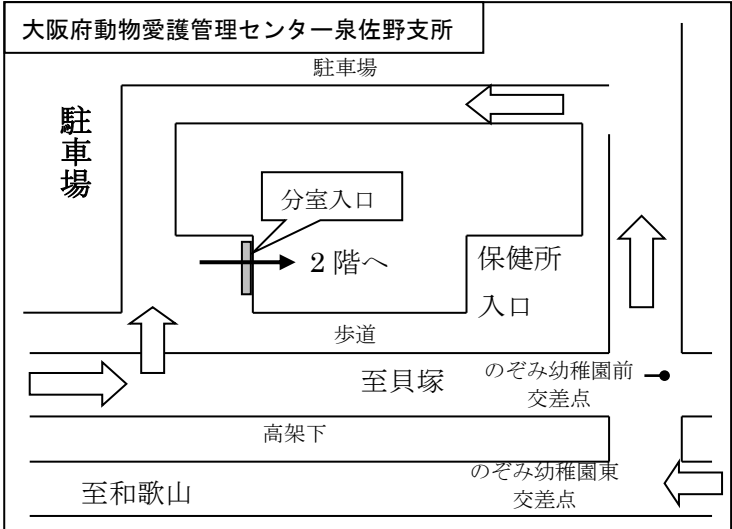 大阪府動物愛護管理センター泉佐野支所
駐車場
駐車場
分室入口
2 階へ
保健所
入口
歩道
至貝塚
のぞみ幼稚園前
交差点
高架下
至和歌山
のぞみ幼稚園東
交差点